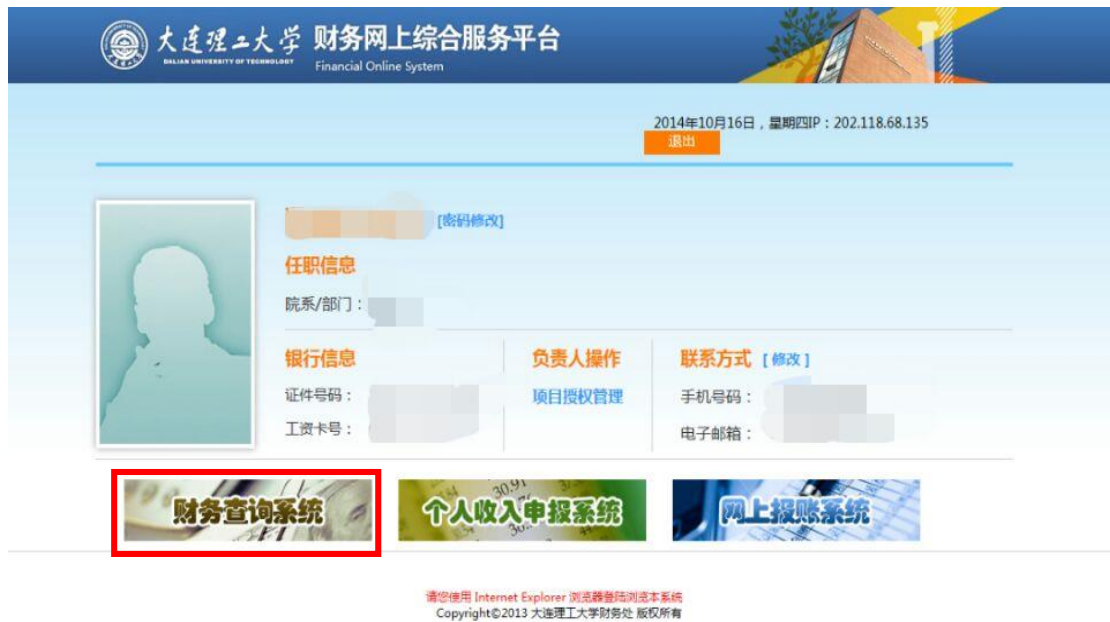 大连理工大学 财务网上综合服务平台
DALIAN UNIVERSITY OF TECHNOLOGY Financial Online System
2014年10月16日，星期四IP：202.118.68.135
退出
[密码修改]
任职信息
院系/部门：
银行信息 负责人操作 联系方式 [修改]
证件号码： 项目授权管理 手机号码：
工资卡号： 电子邮箱：
财务查询系统 个人收入申报系统 网上报账系统
请您使用 Internet Explorer 浏览器登陆浏览本系统
Copyright©2013 大连理工大学财务处 版权所有